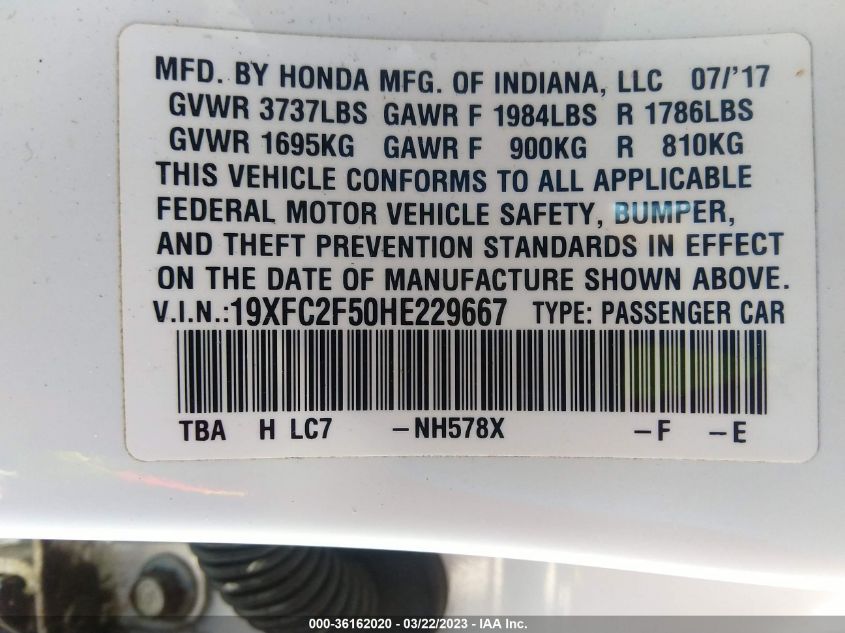 MFD. BY HONDA MFG. OF INDIANA, LLC 07/'17
GVWR 3737LBS GAWR F 1984LBS R 1786LBS
GVWR 1695KG GAWR F 900KG R 810KG
THIS VEHICLE CONFORMS TO ALL APPLICABLE
FEDERAL MOTOR VEHICLE SAFETY, BUMPER,
AND THEFT PREVENTION STANDARDS IN EFFECT
ON THE DATE OF MANUFACTURE SHOWN ABOVE.
V.I.N.:19XFC2F50HE229667 TYPE: PASSENGER CAR
TBA H LC7 –NH578X –F –E
000-36162020 - 03/22/2023 - © IAA Inc.